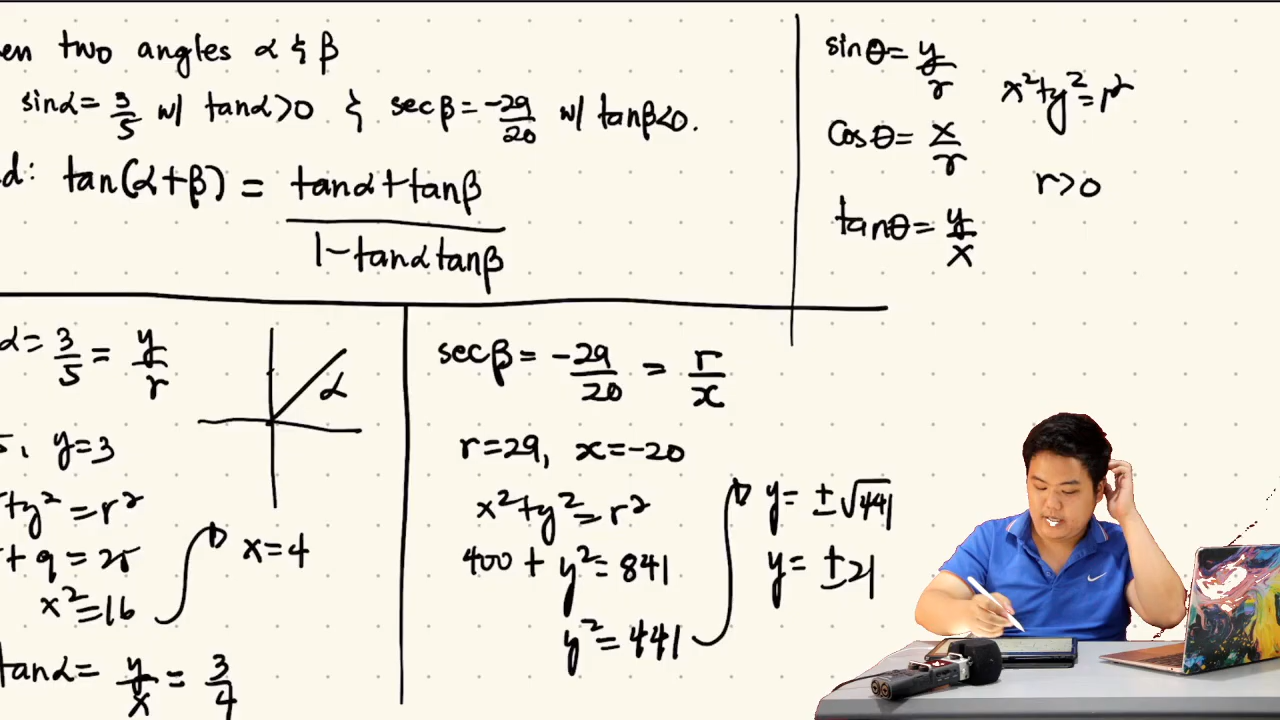 en two angles α & β
sinα = 3/5 w/ tanα>0 & secβ = -29/20 w/ tanβ<0.
d: tan(α+β) = tanα+tanβ / 1-tanαtanβ
sinθ = y/r
x²+y²=r²
cosθ = x/r
r>0
tanθ = y/x
α = 3/5 = y/r
α
5, y=3
+y² = r²
+ 9 = 25
x² = 16
x=4
tanα = y/x = 3/4
secβ = -29/20 = r/x
r=29, x=-20
x²+y²=r²
400 + y² = 841
y² = 441
y = ±√441
y = ±21